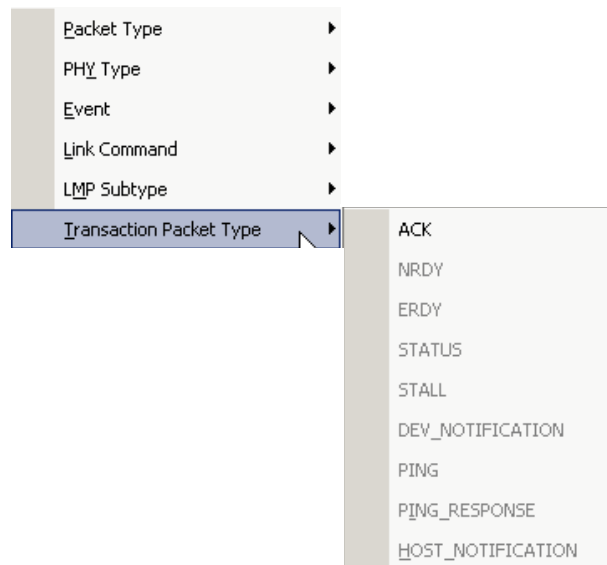 Packet Type
PHY Type
Event
Link Command
LMP Subtype
Transaction Packet Type
ACK
NRDY
ERDY
STATUS
STALL
DEV_NOTIFICATION
PING
PING_RESPONSE
HOST_NOTIFICATION